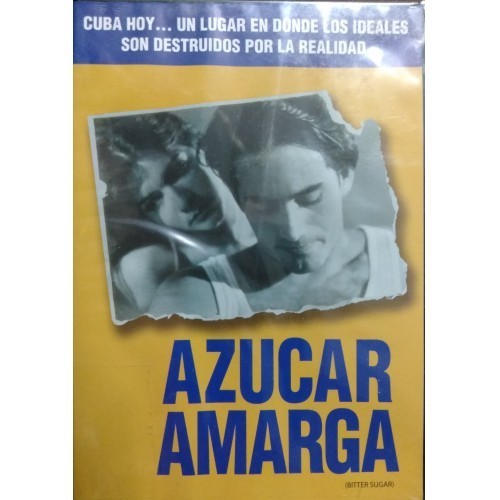 CUBA HOY... UN LUGAR EN DONDE LOS IDEALES
SON DESTRUIDOS POR LA REALIDAD
AZUCAR
AMARGA
(BITTER SUGAR)